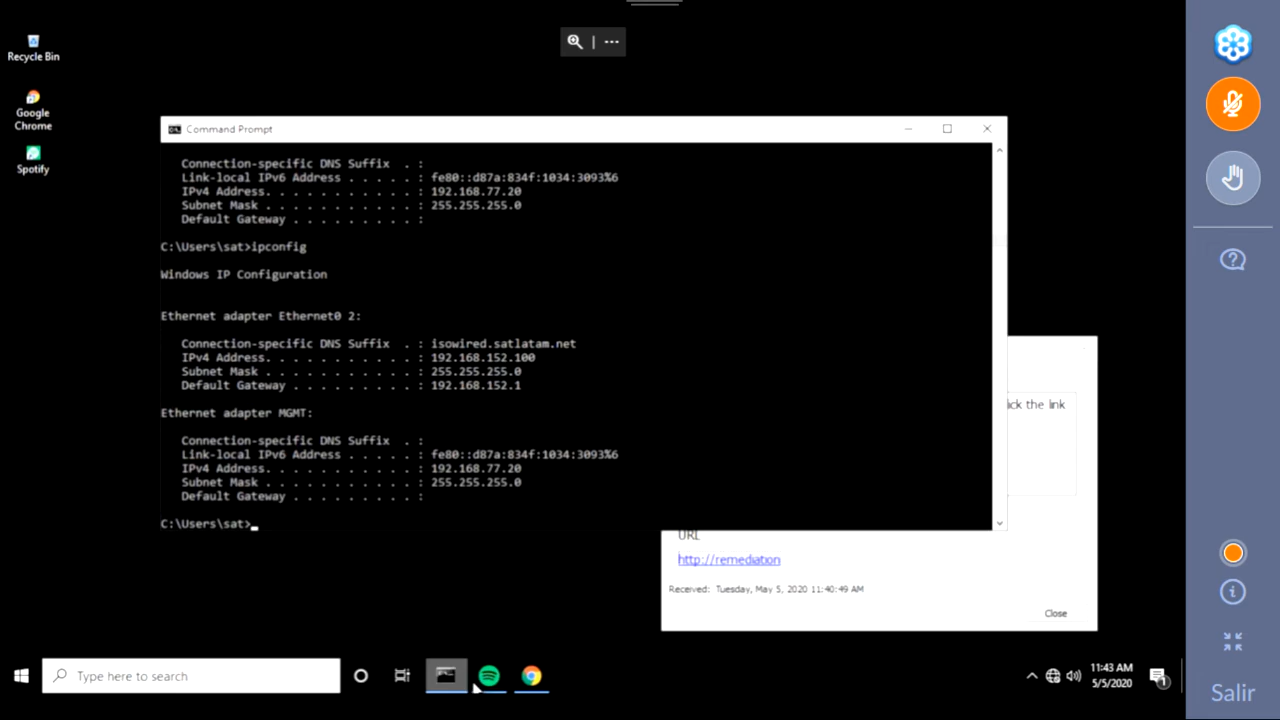 Recycle Bin
Google
Chrome
Spotify
Command Prompt
Connection-specific DNS Suffix . :
Link-local IPv6 Address . . . . . : fe80::d87a:834f:1034:3093%6
IPv4 Address. . . . . . . . . . . : 192.168.77.20
Subnet Mask . . . . . . . . . . . : 255.255.255.0
Default Gateway . . . . . . . . . :
C:\Users\sat>ipconfig
Windows IP Configuration
Ethernet adapter Ethernet0 2:
Connection-specific DNS Suffix . : isowired.satlatam.net
IPv4 Address. . . . . . . . . . . : 192.168.152.100
Subnet Mask . . . . . . . . . . . : 255.255.255.0
Default Gateway . . . . . . . . . : 192.168.152.1
Ethernet adapter MGMT:
Connection-specific DNS Suffix . :
Link-local IPv6 Address . . . . . : fe80::d87a:834f:1034:3093%6
IPv4 Address. . . . . . . . . . . : 192.168.77.20
Subnet Mask . . . . . . . . . . . : 255.255.255.0
Default Gateway . . . . . . . . . :
C:\Users\sat>
ick the link
URL
http://remediation
Received: Tuesday, May 5, 2020 11:40:49 AM
Close
Type here to search
11:43 AM
5/5/2020
1
Salir